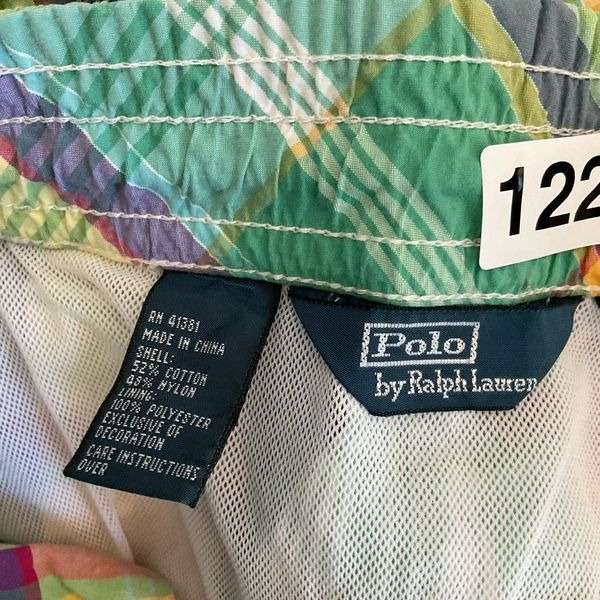 122
RN 41381
MADE IN CHINA
SHELL:
52% COTTON
48% NYLON
LINING:
100% POLYESTER
EXCLUSIVE OF
DECORATION
CARE INSTRUCTIONS
OVER
Polo
by Ralph Lauren